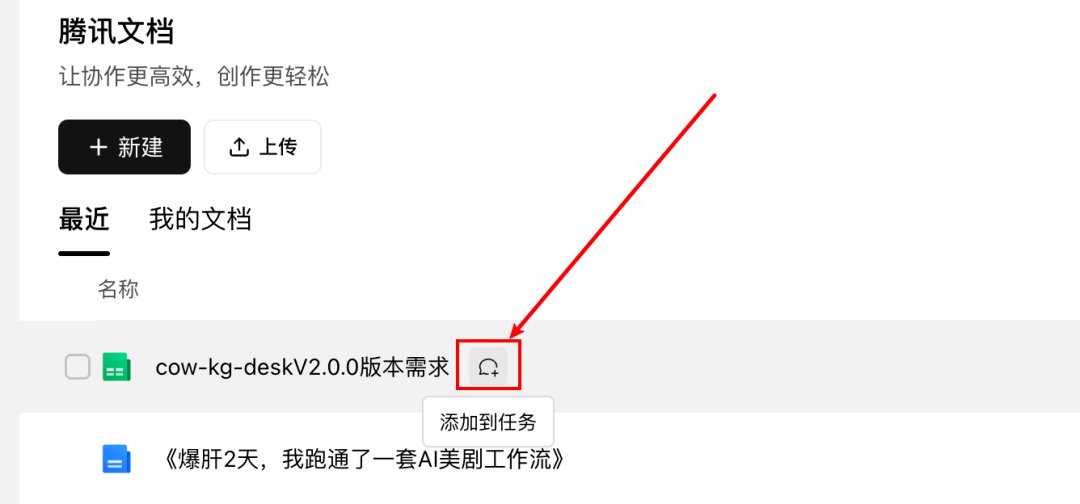 腾讯文档
让协作更高效，创作更轻松
+ 新建 上传
最近 我的文档
名称
cow-kg-deskV2.0.0版本需求
添加到任务
《爆肝2天，我跑通了一套AI美剧工作流》